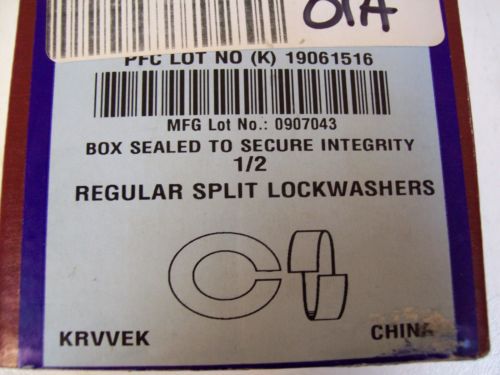 01A
PFC LOT NO (K) 19061516
MFG Lot No.: 0907043
BOX SEALED TO SECURE INTEGRITY
1/2
REGULAR SPLIT LOCKWASHERS
KRVVEK CHINA